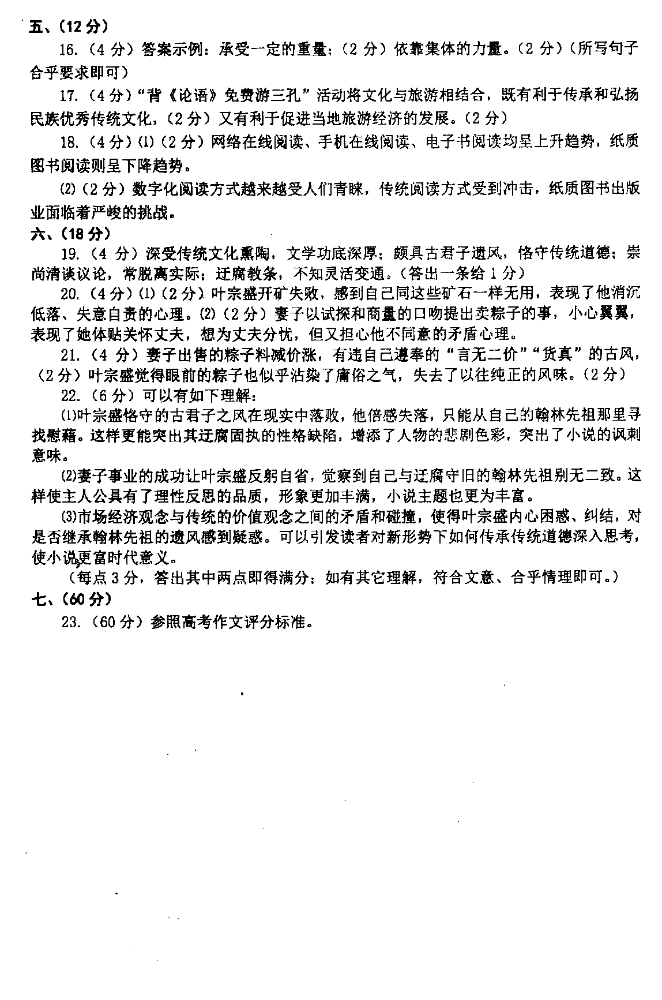 五、（12分）
16.（4分）答案示例：承受一定的重量；（2分）依靠集体的力量。（2分）（所写句子
合乎要求即可）
17.（4分）“背《论语》免费游三孔”活动将文化与旅游相结合，既有利于传承和弘扬
民族优秀传统文化，（2分）又有利于促进当地旅游经济的发展。（2分）
18.（4分）⑴（2分）网络在线阅读、手机在线阅读、电子书阅读均呈上升趋势，纸质
图书阅读则呈下降趋势。
⑵（2分）数字化阅读方式越来越受人们青睐，传统阅读方式受到冲击，纸质图书出版
业面临着严峻的挑战。
六、（18分）
19.（4 分）深受传统文化熏陶，文学功底深厚；颇具古君子遗风，恪守传统道德；崇
尚清谈议论，常脱离实际；迂腐教条，不知灵活变通。（答出一条给1分）
20.（4分）⑴（2分）叶宗盛开矿失败，感到自己同这些矿石一样无用，表现了他消沉
低落、失意自责的心理。⑵（2分）妻子以试探和商量的口吻提出卖粽子的事，小心翼翼，
表现了她体贴关怀丈夫，想为丈夫分忧，但又担心他不同意的矛盾心理。
21.（4 分）妻子出售的粽子料减价涨，有违自己遵奉的“言无二价”“货真”的古风，
（2分）叶宗盛觉得眼前的粽子也似乎沾染了庸俗之气，失去了以往纯正的风味。（2分）
22.（6分）可以有如下理解：
⑴叶宗盛恪守的古君子之风在现实中落败，他倍感失落，只能从自己的翰林先祖那里寻
找慰藉。这样更能突出其迂腐固执的性格缺陷，增添了人物的悲剧色彩，突出了小说的讽刺
意味。
⑵妻子事业的成功让叶宗盛反躬自省，觉察到自己与迂腐守旧的翰林先祖别无二致。这
样使主人公具有了理性反思的品质，形象更加丰满，小说主题也更为丰富。
⑶市场经济观念与传统的价值观念之间的矛盾和碰撞，使得叶宗盛内心困惑、纠结，对
是否继承翰林先祖的遗风感到疑惑。可以引发读者对新形势下如何传承传统道德深入思考，
使小说更富时代意义。
（每点3分，答出其中两点即得满分；如有其它理解，符合文意、合乎情理即可。）
七、（60分）
23.（60分）参照高考作文评分标准。